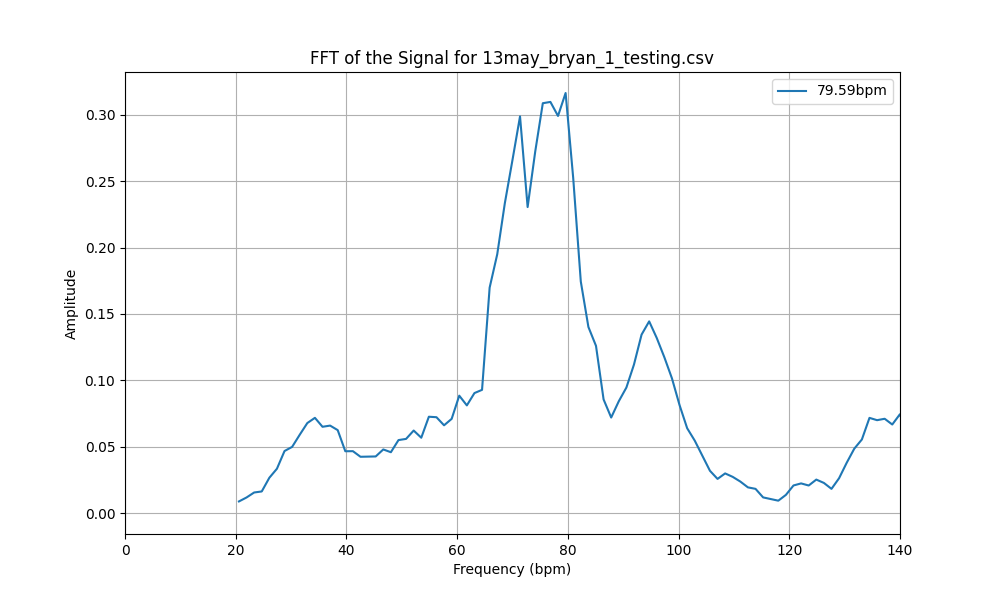 FFT of the Signal for 13may_bryan_1_testing.csv
79.59bpm
0.30
0.25
0.20
0.15
0.10
0.05
0.00
Amplitude
0 20 40 60 80 100 120 140
Frequency (bpm)